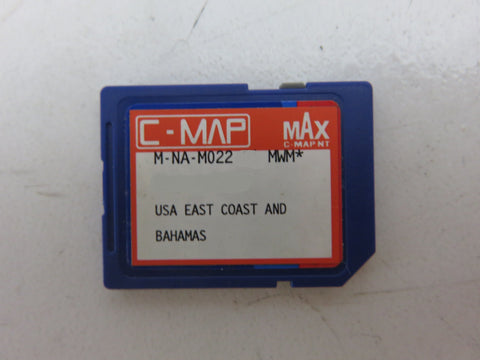 C-MAP MAX
C-MAP NT
M-NA-M022 MWM*
USA EAST COAST AND
BAHAMAS